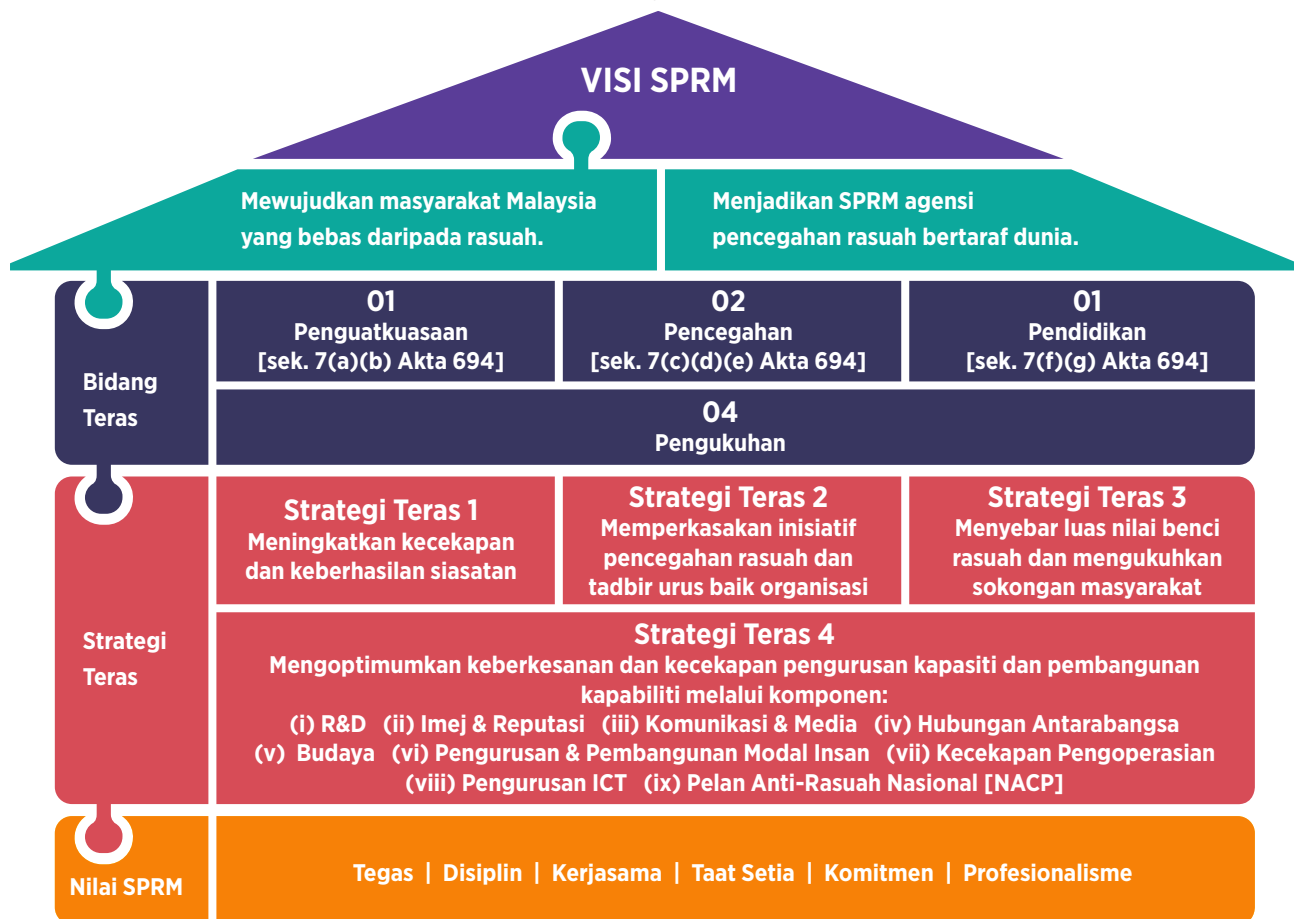 VISI SPRM
Mewujudkan masyarakat Malaysia
yang bebas daripada rasuah.
Menjadikan SPRM agensi
pencegahan rasuah bertaraf dunia.
Bidang
Teras
01
Penguatkuasaan
[sek. 7(a)(b) Akta 694]
02
Pencegahan
[sek. 7(c)(d)(e) Akta 694]
01
Pendidikan
[sek. 7(f)(g) Akta 694]
04
Pengukuhan
Strategi
Teras
Strategi Teras 1
Meningkatkan kecekapan
dan keberhasilan siasatan
Strategi Teras 2
Memperkasakan inisiatif
pencegahan rasuah dan
tadbir urus baik organisasi
Strategi Teras 3
Menyebar luas nilai benci
rasuah dan mengukuhkan
sokongan masyarakat
Strategi Teras 4
Mengoptimumkan keberkesanan dan kecekapan pengurusan kapasiti dan pembangunan
kapabiliti melalui komponen:
(i) R&D (ii) Imej & Reputasi (iii) Komunikasi & Media (iv) Hubungan Antarabangsa
(v) Budaya (vi) Pengurusan & Pembangunan Modal Insan (vii) Kecekapan Pengoperasian
(viii) Pengurusan ICT (ix) Pelan Anti-Rasuah Nasional [NACP]
Nilai SPRM
Tegas | Disiplin | Kerjasama | Taat Setia | Komitmen | Profesionalisme